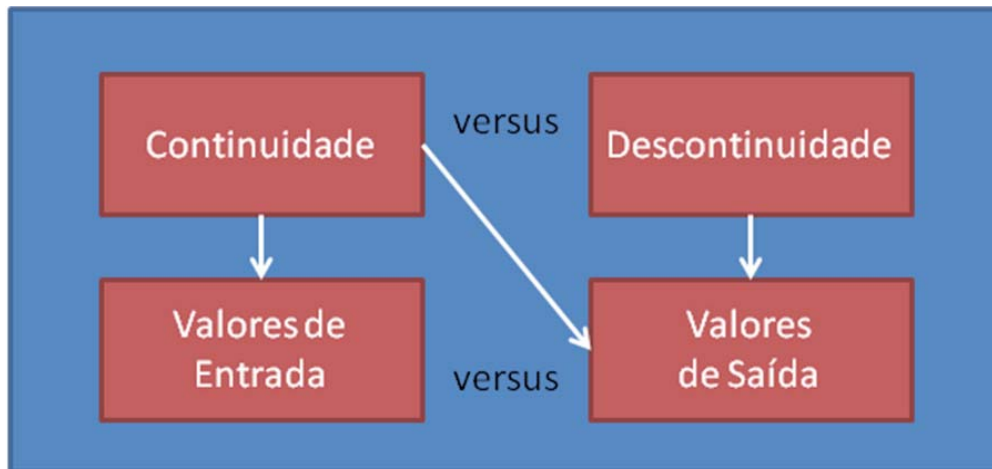 Continuidade
versus
Descontinuidade
Valores de
Entrada
versus
Valores
de Saída